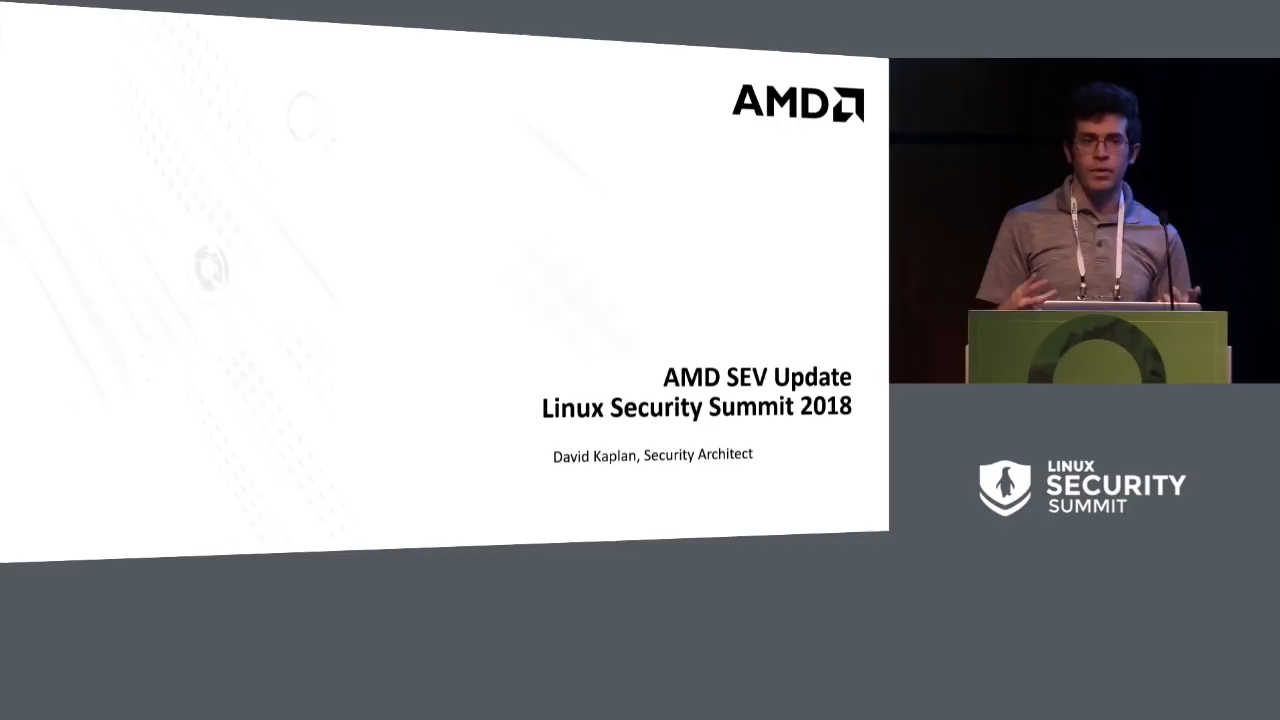 AMD
AMD SEV Update
Linux Security Summit 2018
David Kaplan, Security Architect
LINUX
SECURITY
SUMMIT